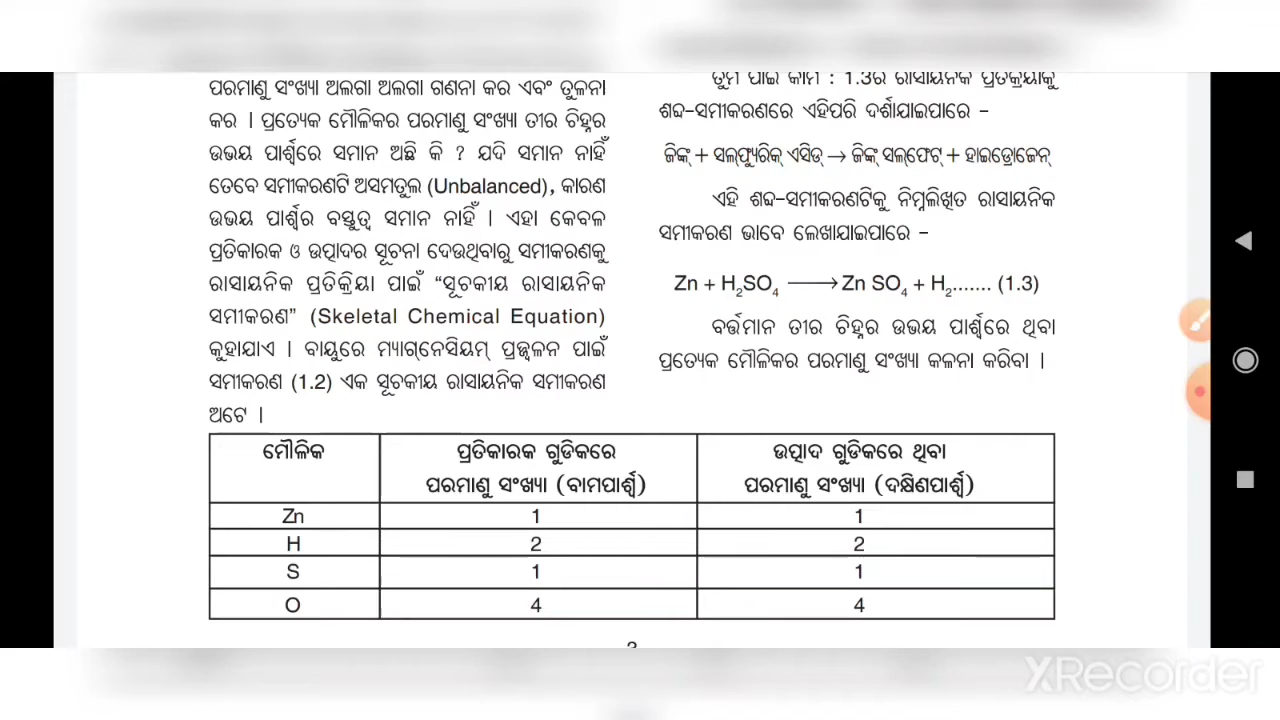 ପରମାଣୁ ସଂଖ୍ୟା ଅଲଗା ଅଲଗା ଗଣନା କର ଏବଂ ତୁଳନା
କର । ପ୍ରତ୍ୟେକ ମୌଳିକର ପରମାଣୁ ସଂଖ୍ୟା ତୀର ଚିହ୍ନର
ଉଭୟ ପାର୍ଶ୍ୱରେ ସମାନ ଅଛି କି ? ଯଦି ସମାନ ନାହିଁ
ତେବେ ସମୀକରଣଟି ଅସମତୁଲ (Unbalanced), କାରଣ
ଉଭୟ ପାର୍ଶ୍ୱର ବସ୍ତୁତ୍ୱ ସମାନ ନାହିଁ । ଏହା କେବଳ
ପ୍ରତିକାରକ ଓ ଉତ୍ପାଦର ସୂଚନା ଦେଉଥିବାରୁ ସମୀକରଣକୁ
ରାସାୟନିକ ପ୍ରତିକ୍ରିୟା ପାଇଁ “ସୂଚକୀୟ ରାସାୟନିକ
ସମୀକରଣ” (Skeletal Chemical Equation)
କୁହାଯାଏ । ବାୟୁରେ ମ୍ୟାଗ୍‌ନେସିୟମ୍ ପ୍ରଜ୍ଜ୍ୱଳନ ପାଇଁ
ସମୀକରଣ (1.2) ଏକ ସୂଚକୀୟ ରାସାୟନିକ ସମୀକରଣ
ଅଟେ ।
ତୁମ ପାଇଁ କାମ : 1.3ର ରାସାୟନିକ ପ୍ରତିକ୍ରିୟାକୁ
ଶବ୍ଦ-ସମୀକରଣରେ ଏହିପରି ଦର୍ଶାଯାଇପାରେ –
ଜିଙ୍କ୍ + ସଲ୍‌ଫ୍ୟୁରିକ୍ ଏସିଡ୍ → ଜିଙ୍କ୍ ସଲ୍‌ଫେଟ୍ + ହାଇଡ୍ରୋଜେନ୍
ଏହି ଶବ୍ଦ-ସମୀକରଣଟିକୁ ନିମ୍ନଲିଖିତ ରାସାୟନିକ
ସମୀକରଣ ଭାବେ ଲେଖାଯାଇପାରେ –
Zn + H₂SO₄ ⟶ Zn SO₄ + H₂....... (1.3)
ବର୍ତ୍ତମାନ ତୀର ଚିହ୍ନର ଉଭୟ ପାର୍ଶ୍ୱରେ ଥିବା
ପ୍ରତ୍ୟେକ ମୌଳିକର ପରମାଣୁ ସଂଖ୍ୟା କଳନା କରିବା ।
ମୌଳିକ ପ୍ରତିକାରକ ଗୁଡିକରେ ଉତ୍ପାଦ ଗୁଡିକରେ ଥିବା
ପରମାଣୁ ସଂଖ୍ୟା (ବାମପାର୍ଶ୍ୱ) ପରମାଣୁ ସଂଖ୍ୟା (ଦକ୍ଷିଣପାର୍ଶ୍ୱ)
Zn 1 1
H 2 2
S 1 1
O 4 4
XRecorder